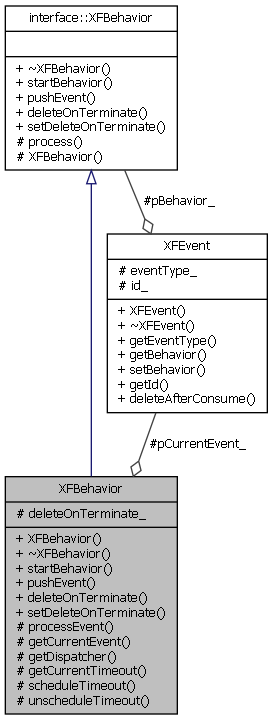 interface::XFBehavior
+ ~XFBehavior()
+ startBehavior()
+ pushEvent()
+ deleteOnTerminate()
+ setDeleteOnTerminate()
# process()
# XFBehavior()
#pBehavior_
XFEvent
# eventType_
# id_
+ XFEvent()
+ ~XFEvent()
+ getEventType()
+ getBehavior()
+ setBehavior()
+ getId()
+ deleteAfterConsume()
#pCurrentEvent_
XFBehavior
# deleteOnTerminate_
+ XFBehavior()
+ ~XFBehavior()
+ startBehavior()
+ pushEvent()
+ deleteOnTerminate()
+ setDeleteOnTerminate()
# processEvent()
# getCurrentEvent()
# getDispatcher()
# getCurrentTimeout()
# scheduleTimeout()
# unscheduleTimeout()